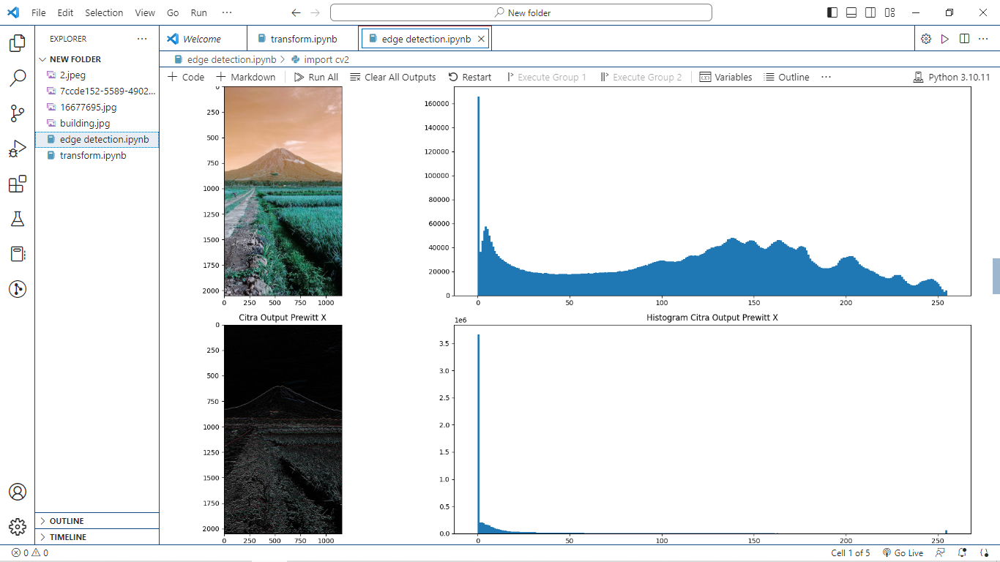 File Edit Selection View Go Run ··· New folder
Welcome transform.ipynb edge detection.ipynb
EXPLORER
edge detection.ipynb > import cv2
NEW FOLDER
2.jpeg
7ccde152-5589-4902...
16677695.jpg
building.jpg
edge detection.ipynb
transform.ipynb
OUTLINE
TIMELINE
Code Markdown Run All Clear All Outputs Restart Execute Group 1 Execute Group 2 Variables Outline ··· Python 3.10.11
0
250
500
750
1000
1250
1500
1750
2000
0 250 500 750 1000
160000
140000
120000
100000
80000
60000
40000
20000
0
0 50 100 150 200 250
Citra Output Prewitt X
0
250
500
750
1000
1250
1500
1750
2000
0 250 500 750 1000
Histogram Citra Output Prewitt X
1e6
3.5
3.0
2.5
2.0
1.5
1.0
0.5
0.0
0 50 100 150 200 250
0 0 Cell 1 of 5 Go Live